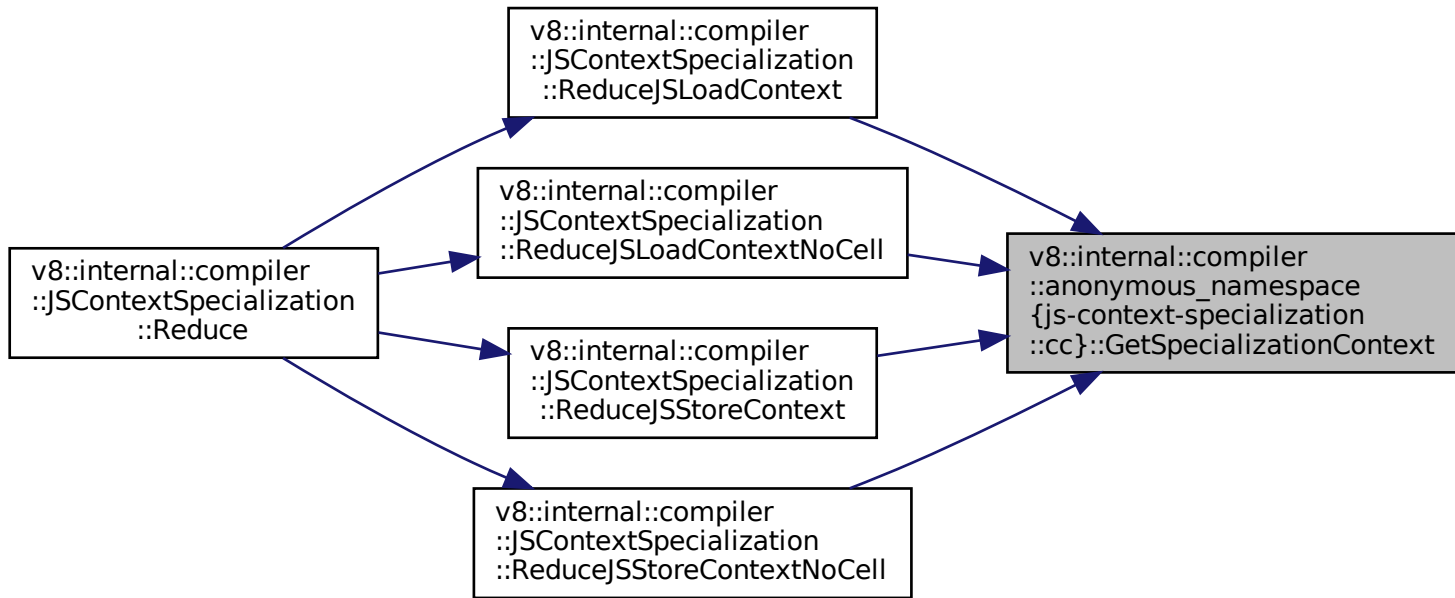 v8::internal::compiler
::JSContextSpecialization
::ReduceJSLoadContext
v8::internal::compiler
::JSContextSpecialization
::ReduceJSLoadContextNoCell
v8::internal::compiler
::JSContextSpecialization
::Reduce
v8::internal::compiler
::anonymous_namespace
{js-context-specialization
::cc}::GetSpecializationContext
v8::internal::compiler
::JSContextSpecialization
::ReduceJSStoreContext
v8::internal::compiler
::JSContextSpecialization
::ReduceJSStoreContextNoCell